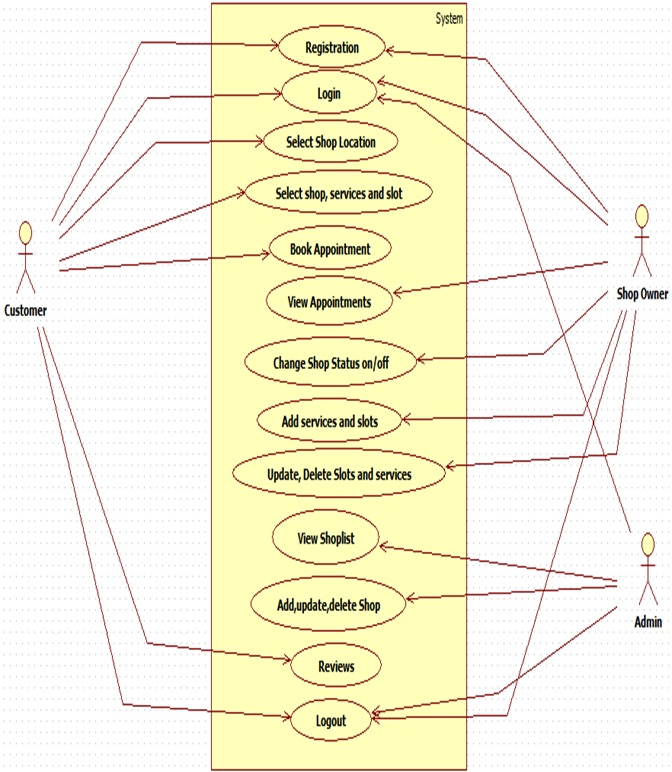 System
Registration
Login
Select Shop Location
Select shop, services and slot
Book Appointment
View Appointments
Customer
Shop Owner
Change Shop Status on/off
Add services and slots
Update, Delete Slots and services
View Shoplist
Add,update,delete Shop
Admin
Reviews
Logout